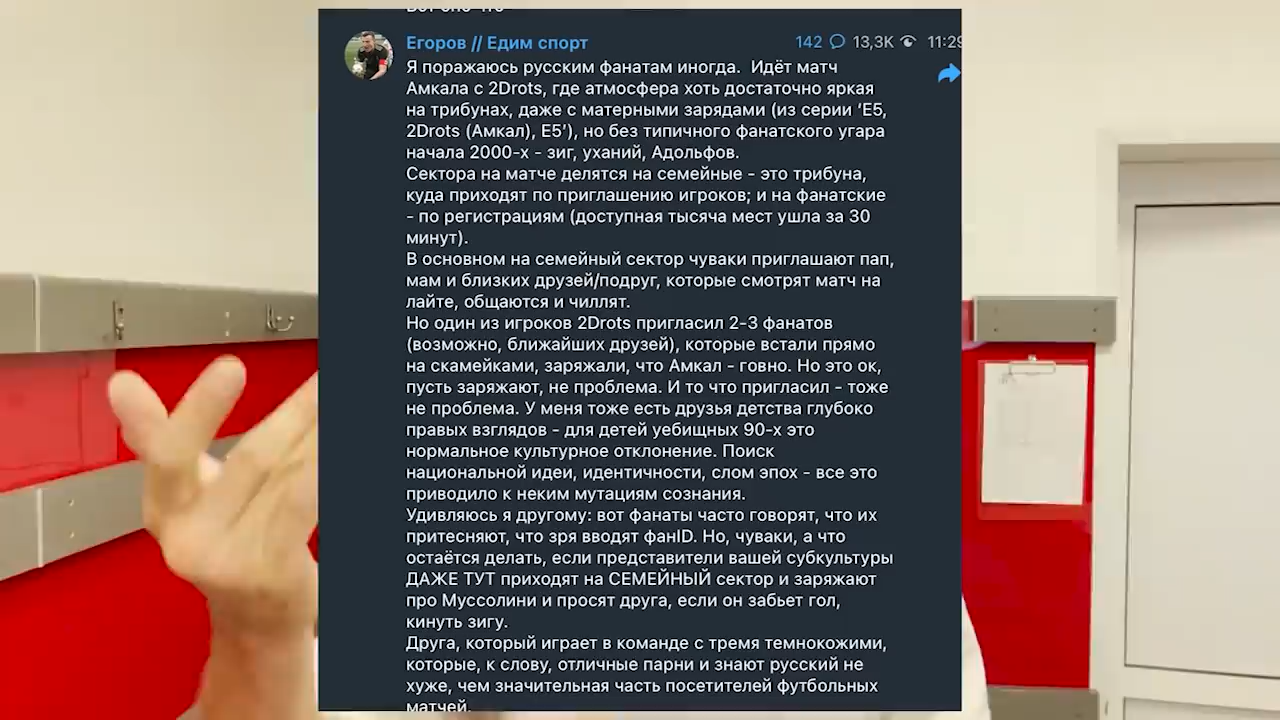 Егоров // Едим спорт
142 13,3K 11:29
Я поражаюсь русским фанатам иногда. Идёт матч
Амкала с 2Drots, где атмосфера хоть достаточно яркая
на трибунах, даже с матерными зарядами (из серии ‘Е5,
2Drots (Амкал), Е5’), но без типичного фанатского угара
начала 2000-х - зиг, уханий, Адольфов.
Сектора на матче делятся на семейные - это трибуна,
куда приходят по приглашению игроков; и на фанатские
- по регистрациям (доступная тысяча мест ушла за 30
минут).
В основном на семейный сектор чуваки приглашают пап,
мам и близких друзей/подруг, которые смотрят матч на
лайте, общаются и чиллят.
Но один из игроков 2Drots пригласил 2-3 фанатов
(возможно, ближайших друзей), которые встали прямо
на скамейками, заряжали, что Амкал - говно. Но это ок,
пусть заряжают, не проблема. И то что пригласил - тоже
не проблема. У меня тоже есть друзья детства глубоко
правых взглядов - для детей уебищных 90-х это
нормальное культурное отклонение. Поиск
национальной идеи, идентичности, слом эпох - все это
приводило к неким мутациям сознания.
Удивляюсь я другому: вот фанаты часто говорят, что их
притесняют, что зря вводят фанID. Но, чуваки, а что
остаётся делать, если представители вашей субкультуры
ДАЖЕ ТУТ приходят на СЕМЕЙНЫЙ сектор и заряжают
про Муссолини и просят друга, если он забьет гол,
кинуть зигу.
Друга, который играет в команде с тремя темнокожими,
которые, к слову, отличные парни и знают русский не
хуже, чем значительная часть посетителей футбольных
матчей.